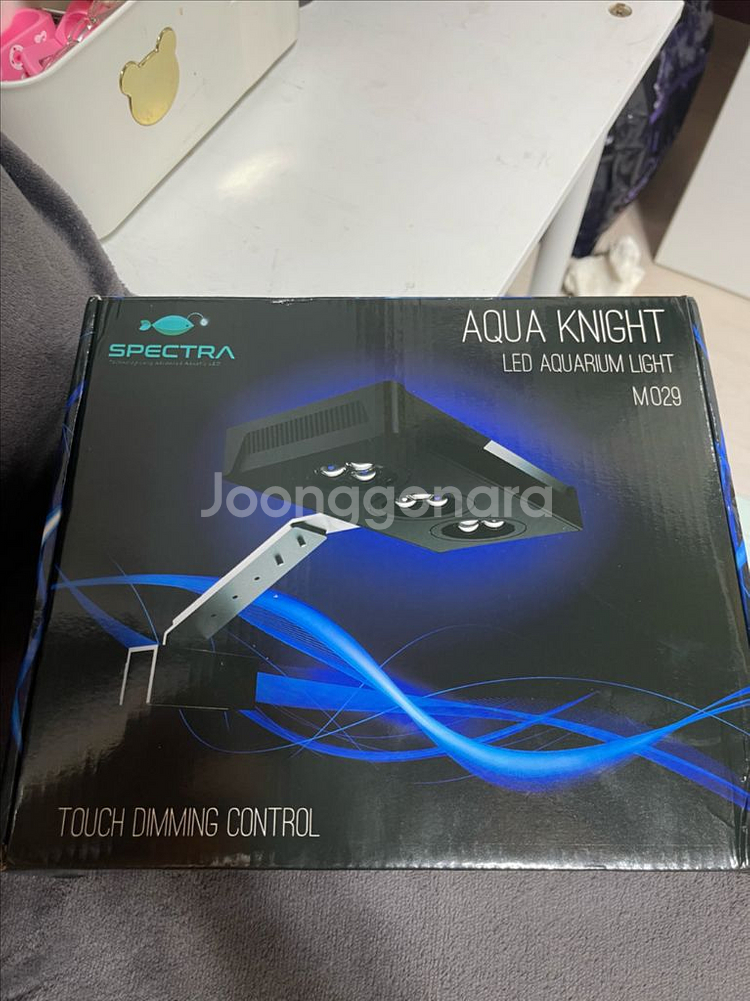 SPECTRA
AQUA KNIGHT
LED AQUARIUM LIGHT
M029
Joonggonara
TOUCH DIMMING CONTROL